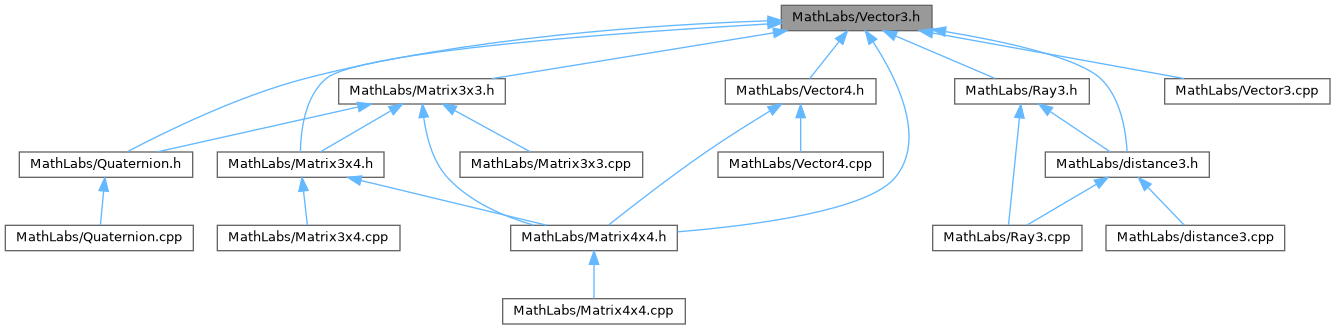 MathLabs/Vector3.h
MathLabs/Matrix3x3.h
MathLabs/Vector4.h
MathLabs/Ray3.h
MathLabs/Vector3.cpp
MathLabs/Quaternion.h
MathLabs/Matrix3x4.h
MathLabs/Matrix3x3.cpp
MathLabs/Vector4.cpp
MathLabs/distance3.h
MathLabs/Quaternion.cpp
MathLabs/Matrix3x4.cpp
MathLabs/Matrix4x4.h
MathLabs/Ray3.cpp
MathLabs/distance3.cpp
MathLabs/Matrix4x4.cpp